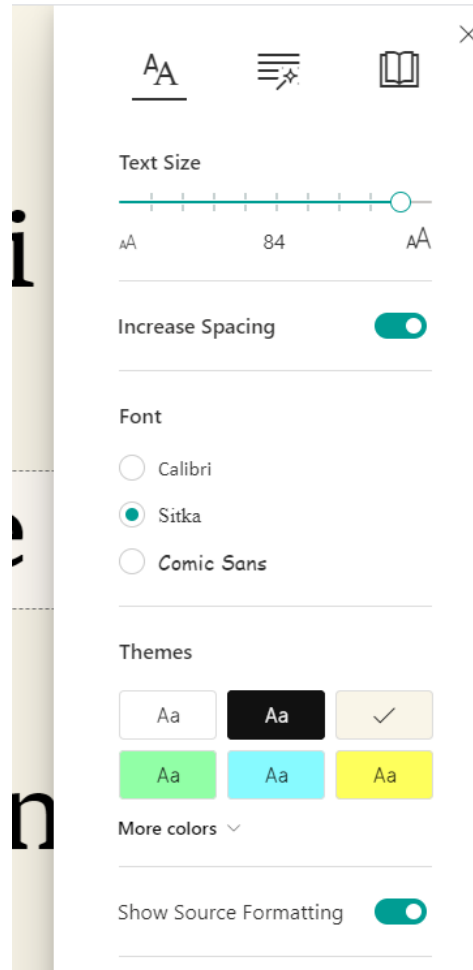 AA
Text Size
AA 84 AA
i
Increase Spacing
Font
Calibri
e
Sitka
Comic Sans
Themes
Aa Aa
Aa Aa Aa
n
More colors
Show Source Formatting